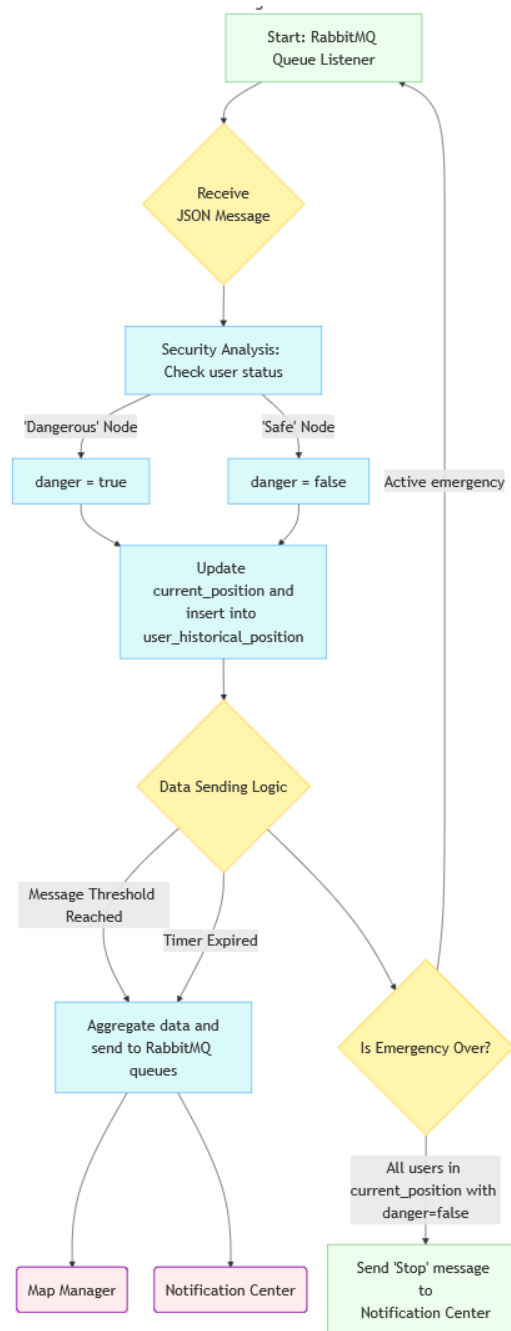 Start: RabbitMQ
Queue Listener
Receive
JSON Message
Security Analysis:
Check user status
'Dangerous' Node
'Safe' Node
danger = true
danger = false
Active emergency
Update
current_position and
insert into
user_historical_position
Data Sending Logic
Message Threshold
Reached
Timer Expired
Aggregate data and
send to RabbitMQ
queues
Is Emergency Over?
All users in
current_position with
danger=false
Map Manager
Notification Center
Send 'Stop' message
to
Notification Center